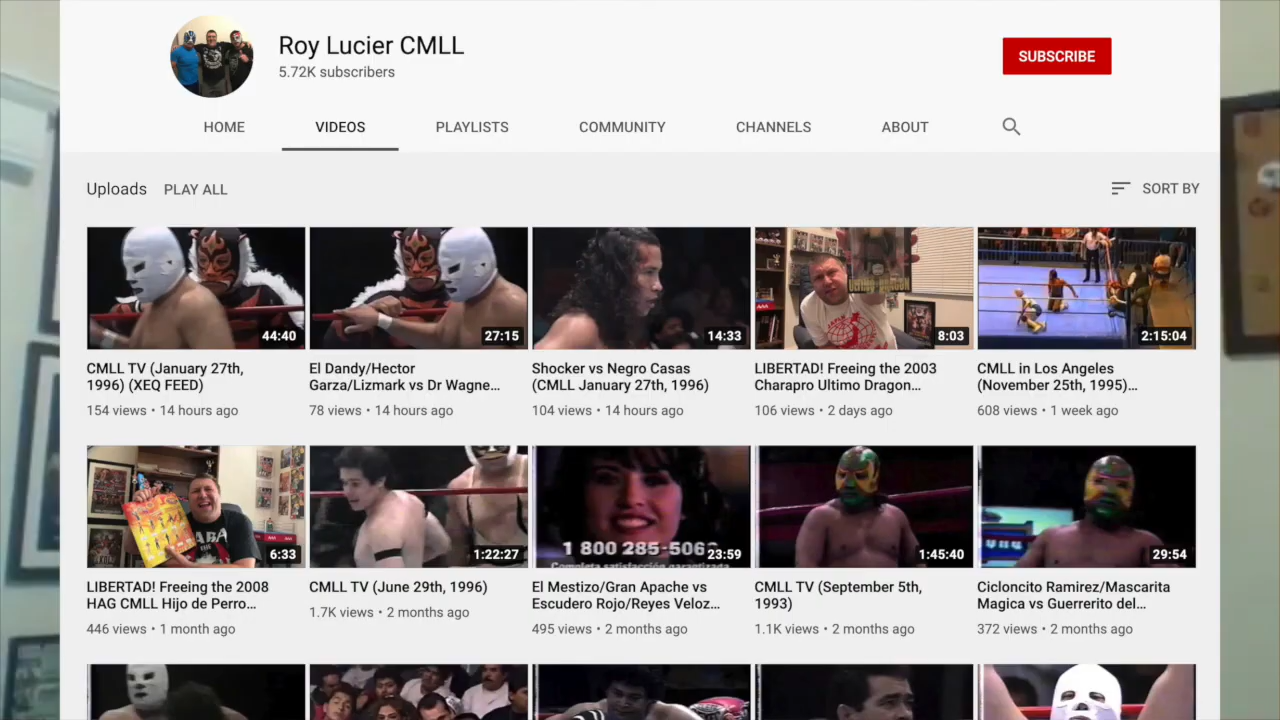 Roy Lucier CMLL
5.72K subscribers
SUBSCRIBE
HOME
VIDEOS
PLAYLISTS
COMMUNITY
CHANNELS
ABOUT
Uploads
PLAY ALL
SORT BY
44:40
27:15
14:33
8:03
2:15:04
CMLL TV (January 27th,
1996) (XEQ FEED)
154 views • 14 hours ago
El Dandy/Hector
Garza/Lizmark vs Dr Wagne...
78 views • 14 hours ago
Shocker vs Negro Casas
(CMLL January 27th, 1996)
104 views • 14 hours ago
LIBERTAD! Freeing the 2003
Charapro Ultimo Dragon...
106 views • 2 days ago
CMLL in Los Angeles
(November 25th, 1995)...
608 views • 1 week ago
6:33
1:22:27
1 800 285-506
23:59
Completa satisfacción garantizada
1:45:40
29:54
LIBERTAD! Freeing the 2008
HAG CMLL Hijo de Perro...
446 views • 1 month ago
CMLL TV (June 29th, 1996)
1.7K views • 2 months ago
El Mestizo/Gran Apache vs
Escudero Rojo/Reyes Veloz...
495 views • 2 months ago
CMLL TV (September 5th,
1993)
1.1K views • 2 months ago
Cicloncito Ramirez/Mascarita
Magica vs Guerrerito del...
372 views • 2 months ago